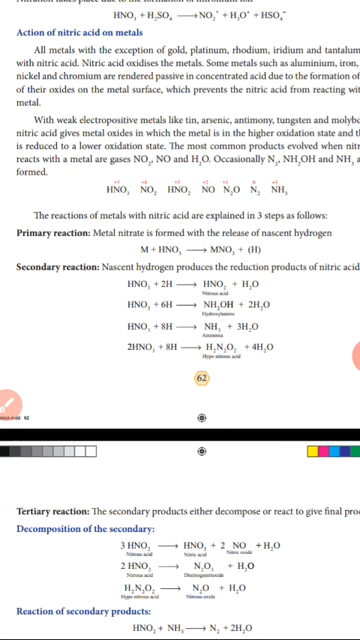 Nitration takes place due to the formation of nitronium ion
HNO₃ + H₂SO₄ ⟶ NO₂⁺ + H₃O⁺ + HSO₄⁻
Action of nitric acid on metals
All metals with the exception of gold, platinum, rhodium, iridium and tantalum
with nitric acid. Nitric acid oxidises the metals. Some metals such as aluminium, iron,
nickel and chromium are rendered passive in concentrated acid due to the formation of
of their oxides on the metal surface, which prevents the nitric acid from reacting wit
metal.
With weak electropositive metals like tin, arsenic, antimony, tungsten and molybd
nitric acid gives metal oxides in which the metal is in the higher oxidation state and th
is reduced to a lower oxidation state. The most common products evolved when nitr
reacts with a metal are gases NO₂, NO and H₂O. Occasionally N₂, NH₂OH and NH₃ a
formed.
+5 +4 +3 +2 +1 0 -3
HNO₃ NO₂ HNO₂ NO N₂O N₂ NH₃
The reactions of metals with nitric acid are explained in 3 steps as follows:
Primary reaction: Metal nitrate is formed with the release of nascent hydrogen
M + HNO₃ ⟶ MNO₃ + (H)
Secondary reaction: Nascent hydrogen produces the reduction products of nitric acid
HNO₃ + 2H ⟶ HNO₂ + H₂O
Nitrous acid
HNO₃ + 6H ⟶ NH₂OH + 2H₂O
Hydroxylamine
HNO₃ + 8H ⟶ NH₃ + 3H₂O
Ammonia
2HNO₃ + 8H ⟶ H₂N₂O₂ + 4H₂O
Hypo nitrous acid
62
62
Tertiary reaction: The secondary products either decompose or react to give final pro
Decomposition of the secondary:
3 HNO₂ ⟶ HNO₃ + 2 NO + H₂O
Nitrous acid Nitric acid Nitric oxide
2 HNO₂ ⟶ N₂O₃ + H₂O
Nitrous acid Dinitrogentrioxide
H₂N₂O₂ ⟶ N₂O + H₂O
Hypo nitrous acid Nitrous oxide
Reaction of secondary products:
HNO₂ + NH₃ ⟶ N₂ + 2H₂O